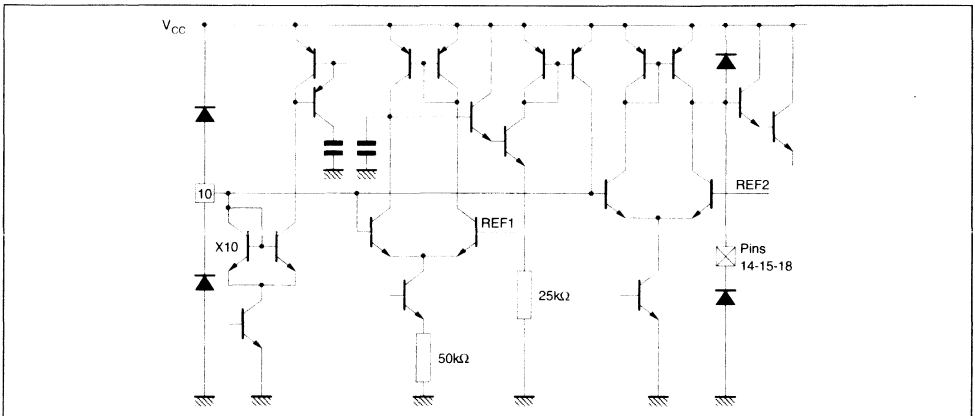 VCC
10
X10
REF1
REF2
Pins
14-15-18
25kΩ
50kΩ